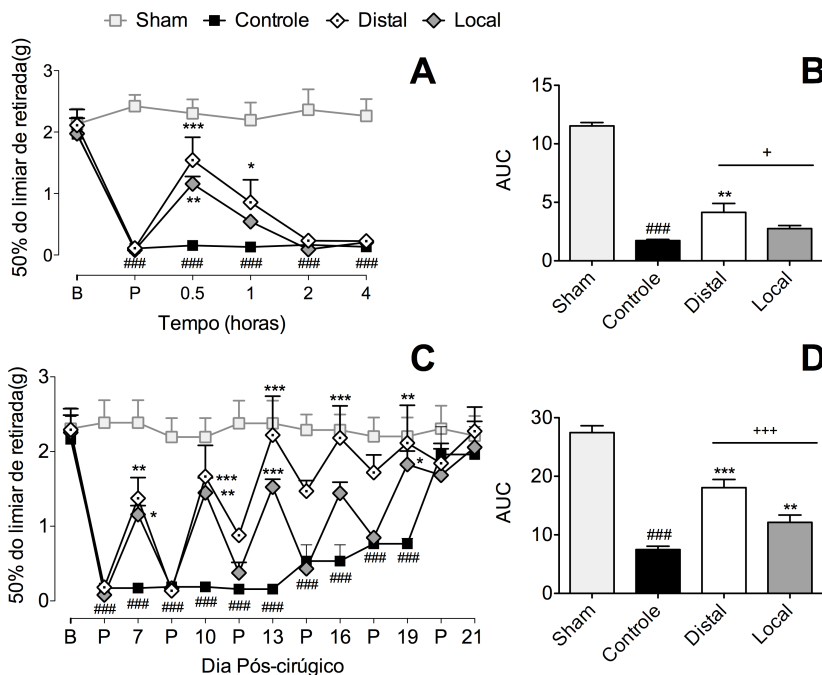 Sham Controle Distal Local
A
50% do limiar de retirada(g)
3
2
1
0
***
**
*
### ### ### ### ###
B P 0.5 1 2 4
Tempo (horas)
B
AUC
15
10
5
0
###
**
+
Sham Controle Distal Local
C
50% do limiar de retirada(g)
3
2
1
0
**
*
***
**
***
***
***
**
*
### ### ### ### ### ### ### ### ### ###
B P 7 P 10 P 13 P 16 P 19 P 21
Dia Pós-cirúgico
D
AUC
30
20
10
0
###
***
**
+++
Sham Controle Distal Local